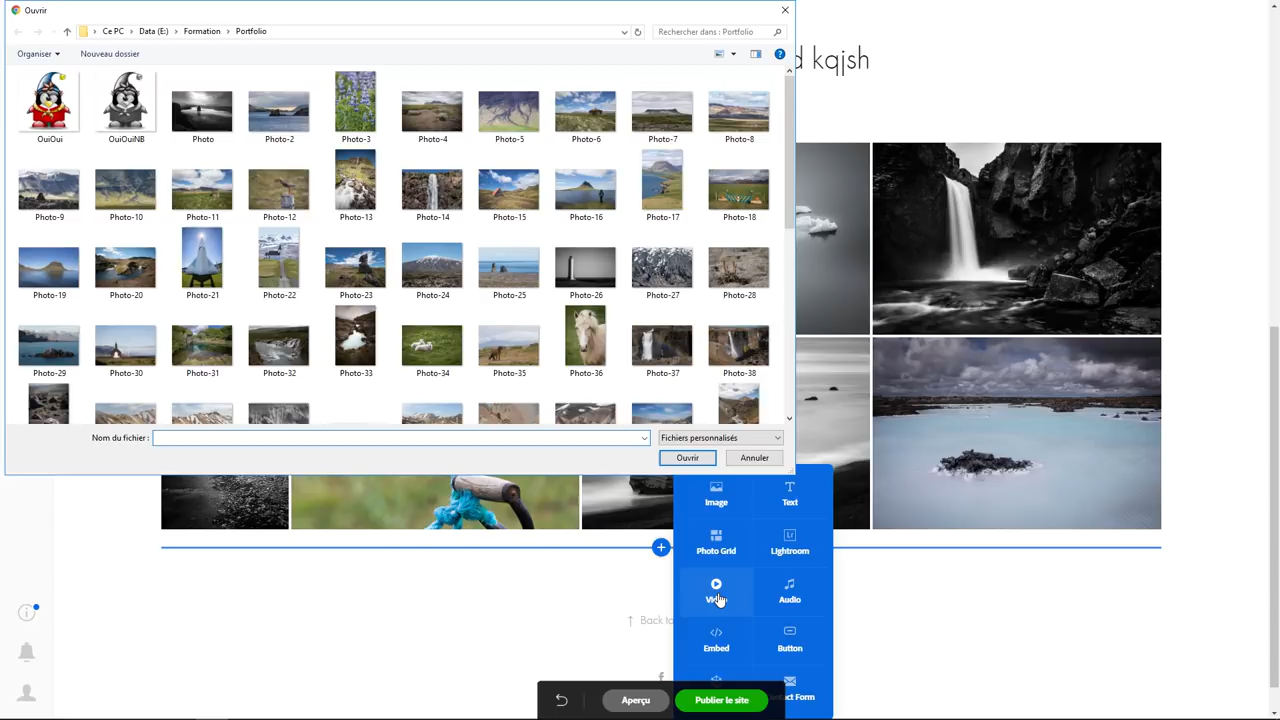 Ouvrir
Ce PC > Data (E:) > Formation > Portfolio
Rechercher dans : Portfolio
Organiser
Nouveau dossier
d kqjsh
OuiOui OuiOuiNB Photo Photo-2 Photo-3 Photo-4 Photo-5 Photo-6 Photo-7 Photo-8
Photo-9 Photo-10 Photo-11 Photo-12 Photo-13 Photo-14 Photo-15 Photo-16 Photo-17 Photo-18
Photo-19 Photo-20 Photo-21 Photo-22 Photo-23 Photo-24 Photo-25 Photo-26 Photo-27 Photo-28
Photo-29 Photo-30 Photo-31 Photo-32 Photo-33 Photo-34 Photo-35 Photo-36 Photo-37 Photo-38
Nom du fichier :
Fichiers personnalisés
Ouvrir
Annuler
Image
Text
Photo Grid
Lr
Lightroom
Audio
Embed
Button
Back to
Aperçu
Publier le site
Form